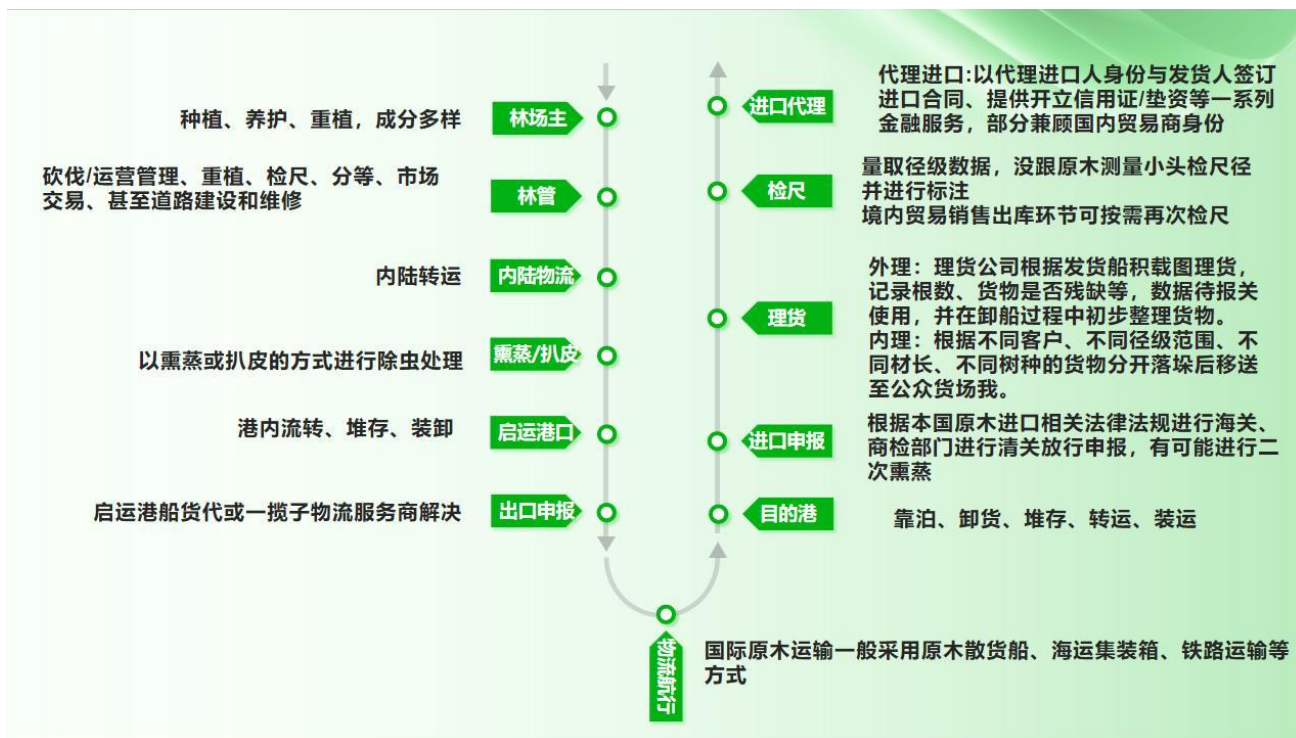 林场主
种植、养护、重植，成分多样
林管
砍伐/运营管理、重植、检尺、分等、市场
交易、甚至道路建设和维修
内陆物流
内陆转运
熏蒸/扒皮
以熏蒸或扒皮的方式进行除虫处理
启运港口
港内流转、堆存、装卸
出口申报
启运港船货代或一揽子物流服务商解决
物流航行
国际原木运输一般采用原木散货船、海运集装箱、铁路运输等
方式
目的港
靠泊、卸货、堆存、转运、装运
进口申报
根据本国原木进口相关法律法规进行海关、
商检部门进行清关放行申报，有可能进行二
次熏蒸
理货
外理：理货公司根据发货船积载图理货，
记录根数、货物是否残缺等，数据待报关
使用，并在卸船过程中初步整理货物。
内理：根据不同客户、不同径级范围、不
同材长、不同树种的货物分开落垛后移送
至公众货场我。
检尺
量取径级数据，没跟原木测量小头检尺径
并进行标注
境内贸易销售出库环节可按需再次检尺
进口代理
代理进口:以代理进口人身份与发货人签订
进口合同、提供开立信用证/垫资等一系列
金融服务，部分兼顾国内贸易商身份